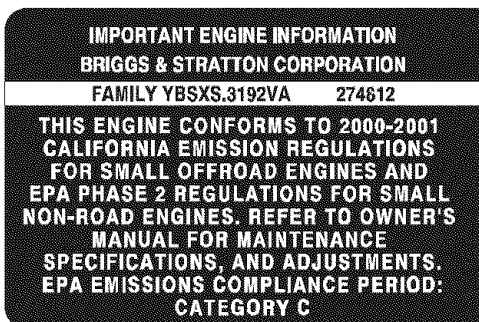 IMPORTANT ENGINE INFORMATION
BRIGGS & STRATTON CORPORATION
FAMILY YBSXS.3192VA 274812
THIS ENGINE CONFORMS TO 2000-2001
CALIFORNIA EMISSION REGULATIONS
FOR SMALL OFFROAD ENGINES AND
EPA PHASE 2 REGULATIONS FOR SMALL
NON-ROAD ENGINES. REFER TO OWNER'S
MANUAL FOR MAINTENANCE
SPECIFICATIONS, AND ADJUSTMENTS.
EPA EMISSIONS COMPLIANCE PERIOD:
CATEGORY C